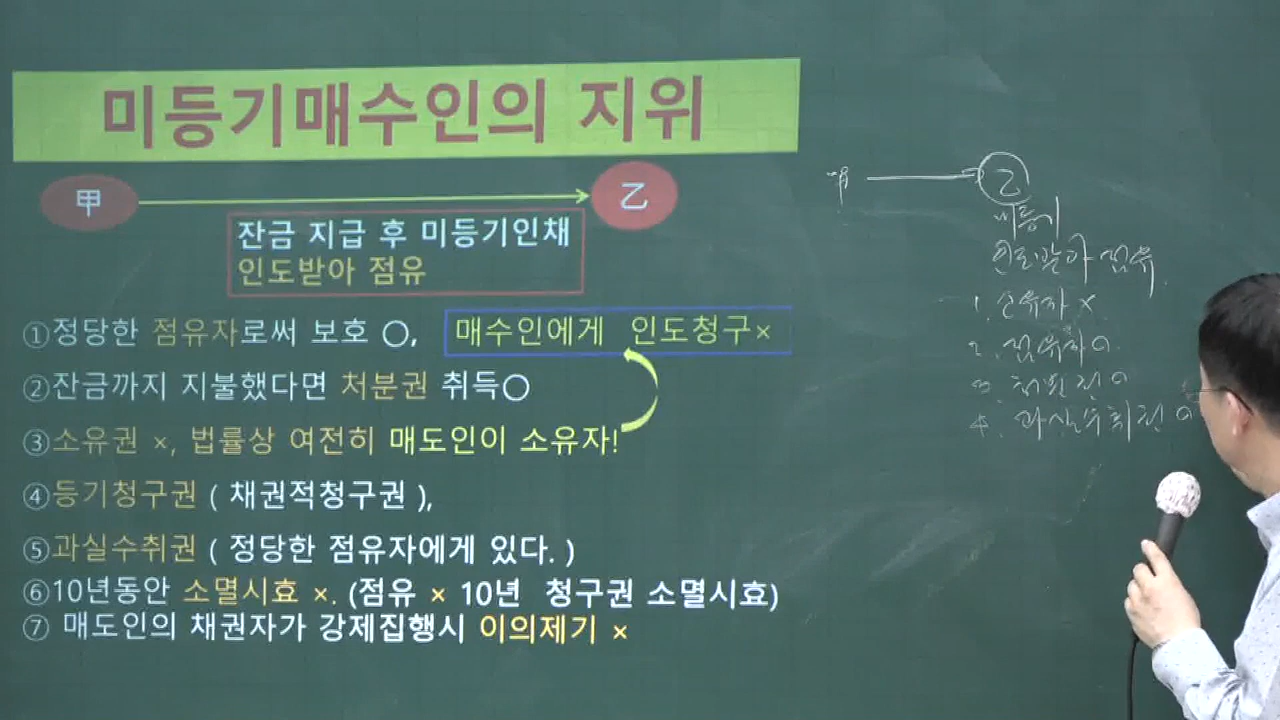 미등기매수인의 지위
甲 乙
잔금 지급 후 미등기인채
인도받아 점유
①정당한 점유자로써 보호 ○, 매수인에게 인도청구×
②잔금까지 지불했다면 처분권 취득○
③소유권 ×, 법률상 여전히 매도인이 소유자!
④등기청구권 ( 채권적청구권 ),
⑤과실수취권 ( 정당한 점유자에게 있다. )
⑥10년동안 소멸시효 ×. (점유 × 10년 청구권 소멸시효)
⑦ 매도인의 채권자가 강제집행시 이의제기 ×
甲 乙
미등기
인도받아 점유.
1. 소유자 ×
2. 점유자 ○.
3. 처분권 ○
4. 과실수취권 ○